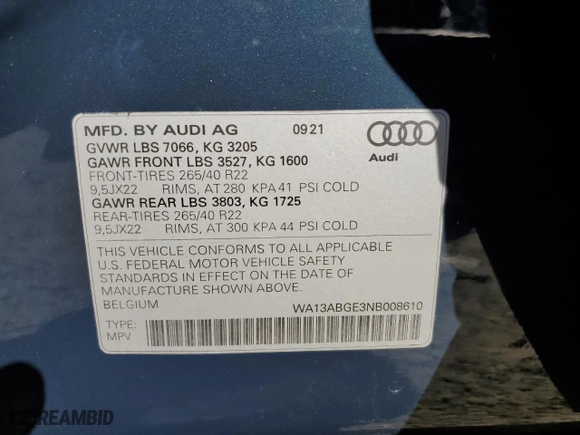 MFD. BY AUDI AG 0921
GVWR LBS 7066, KG 3205
GAWR FRONT LBS 3527, KG 1600
FRONT-TIRES 265/40 R22
9,5JX22 RIMS, AT 280 KPA 41 PSI COLD
GAWR REAR LBS 3803, KG 1725
REAR-TIRES 265/40 R22
9,5JX22 RIMS, AT 300 KPA 44 PSI COLD
Audi
THIS VEHICLE CONFORMS TO ALL APPLICABLE
U.S. FEDERAL MOTOR VEHICLE SAFETY
STANDARDS IN EFFECT ON THE DATE OF
MANUFACTURE SHOWN ABOVE.
BELGIUM WA13ABGE3NB008610
TYPE:
MPV
DREAMBID